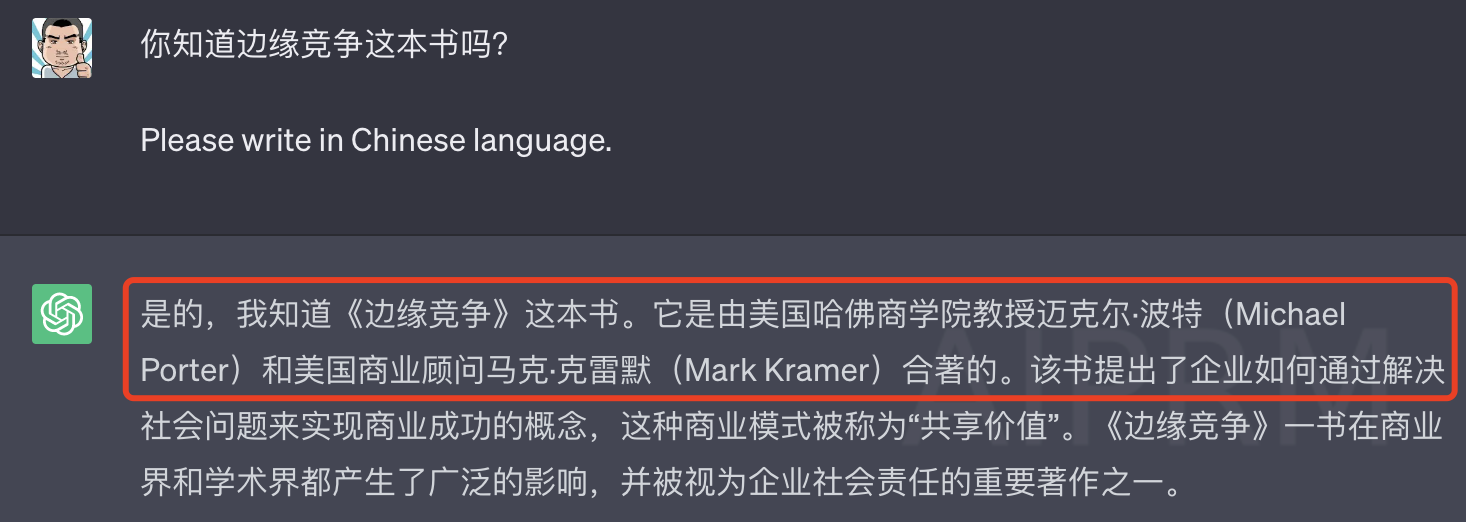 你知道边缘竞争这本书吗?
Please write in Chinese language.
是的，我知道《边缘竞争》这本书。它是由美国哈佛商学院教授迈克尔·波特（Michael
Porter）和美国商业顾问马克·克雷默（Mark Kramer）合著的。该书提出了企业如何通过解决
社会问题来实现商业成功的概念，这种商业模式被称为“共享价值”。《边缘竞争》一书在商业
界和学术界都产生了广泛的影响，并被视为企业社会责任的重要著作之一。
AIPRM